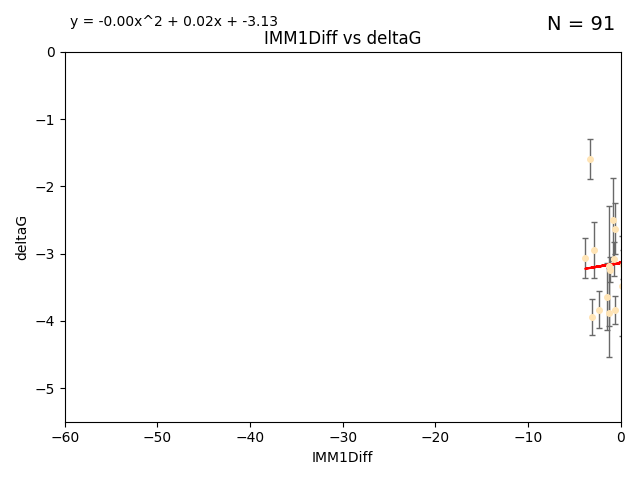 y = -0.00x^2 + 0.02x + -3.13
N = 91
IMM1Diff vs deltaG
0
−1
−2
−3
−4
−5
deltaG
−60 −50 −40 −30 −20 −10 0
IMM1Diff